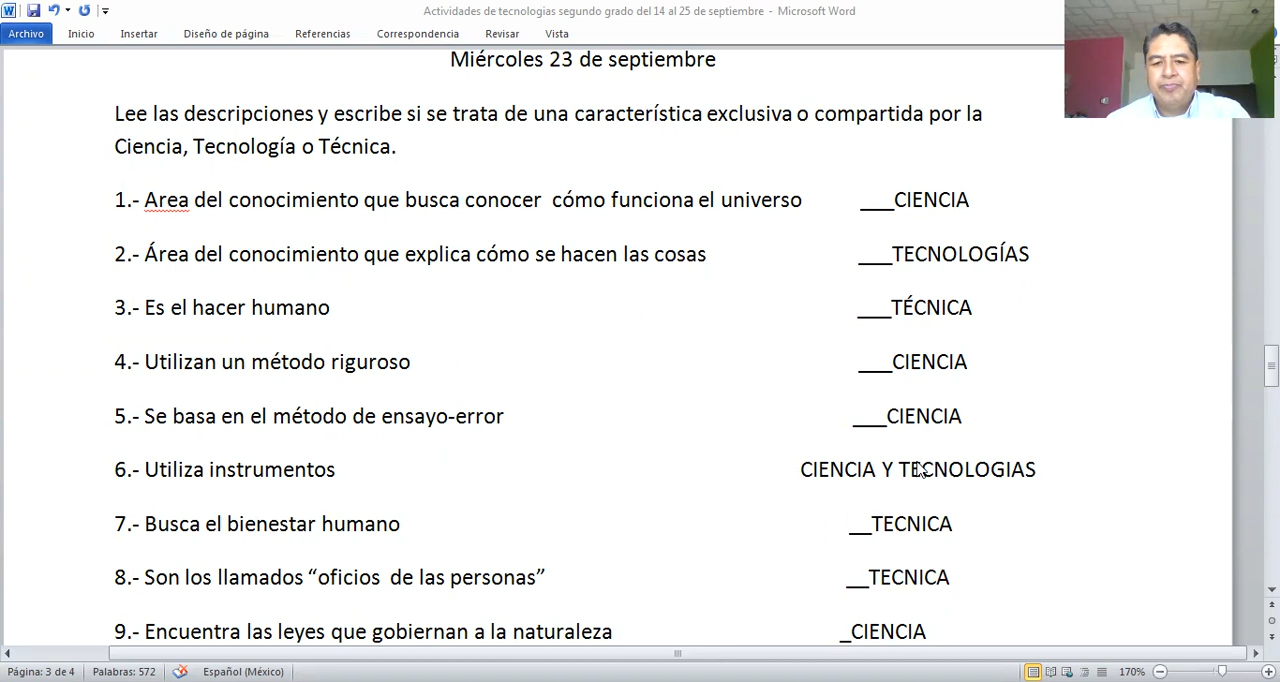 Actividades de tecnologias segundo grado del 14 al 25 de septiembre - Microsoft Word
Archivo Inicio Insertar Diseño de página Referencias Correspondencia Revisar Vista
Miércoles 23 de septiembre
Lee las descripciones y escribe si se trata de una característica exclusiva o compartida por la
Ciencia, Tecnología o Técnica.
1.- Area del conocimiento que busca conocer cómo funciona el universo ___CIENCIA
2.- Área del conocimiento que explica cómo se hacen las cosas ___TECNOLOGÍAS
3.- Es el hacer humano ___TÉCNICA
4.- Utilizan un método riguroso ___CIENCIA
5.- Se basa en el método de ensayo-error ___CIENCIA
6.- Utiliza instrumentos CIENCIA Y TECNOLOGIAS
7.- Busca el bienestar humano __TECNICA
8.- Son los llamados “oficios de las personas” __TECNICA
9.- Encuentra las leyes que gobiernan a la naturaleza _CIENCIA
Página: 3 de 4 Palabras: 572 Español (México) 170%